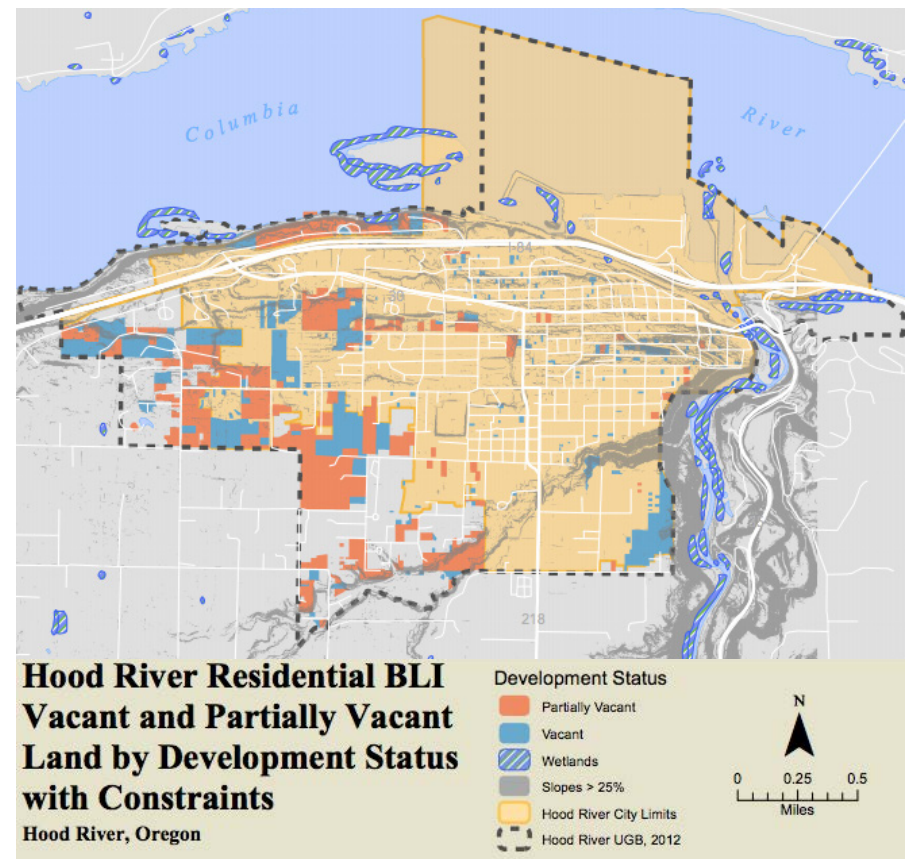 Columbia
River
I-84
30
218
Hood River Residential BLI
Vacant and Partially Vacant
Land by Development Status
with Constraints
Hood River, Oregon
Development Status
Partially Vacant
Vacant
Wetlands
Slopes > 25%
Hood River City Limits
Hood River UGB, 2012
N
0 0.25 0.5
Miles